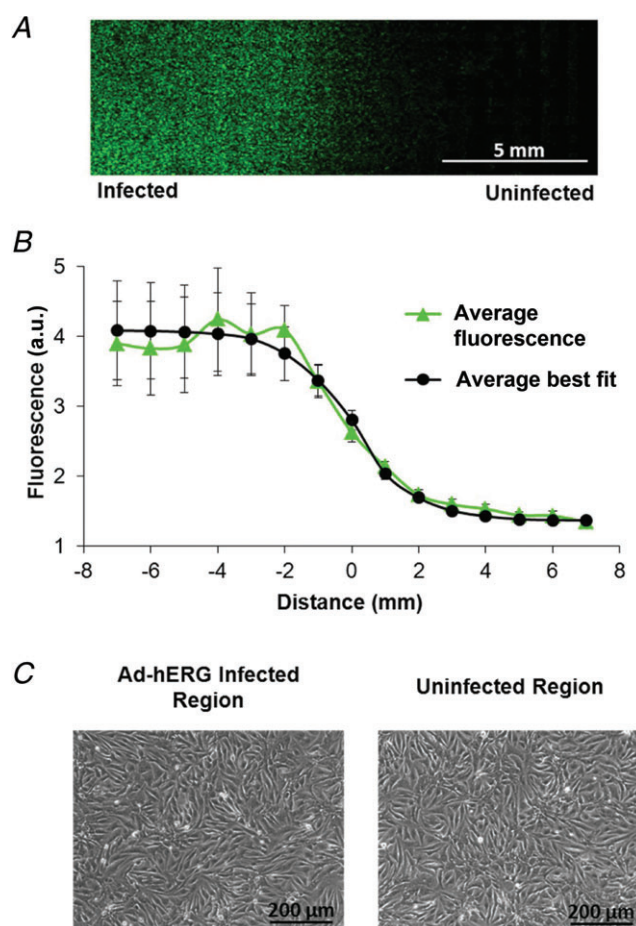 A
5 mm
Infected
Uninfected
B
Fluorescence (a.u.)
5
4
3
2
1
Average
fluorescence
Average best fit
-8
-6
-4
-2
0
2
4
6
8
Distance (mm)
C
Ad-hERG Infected
Region
Uninfected Region
200 μm
200 μm